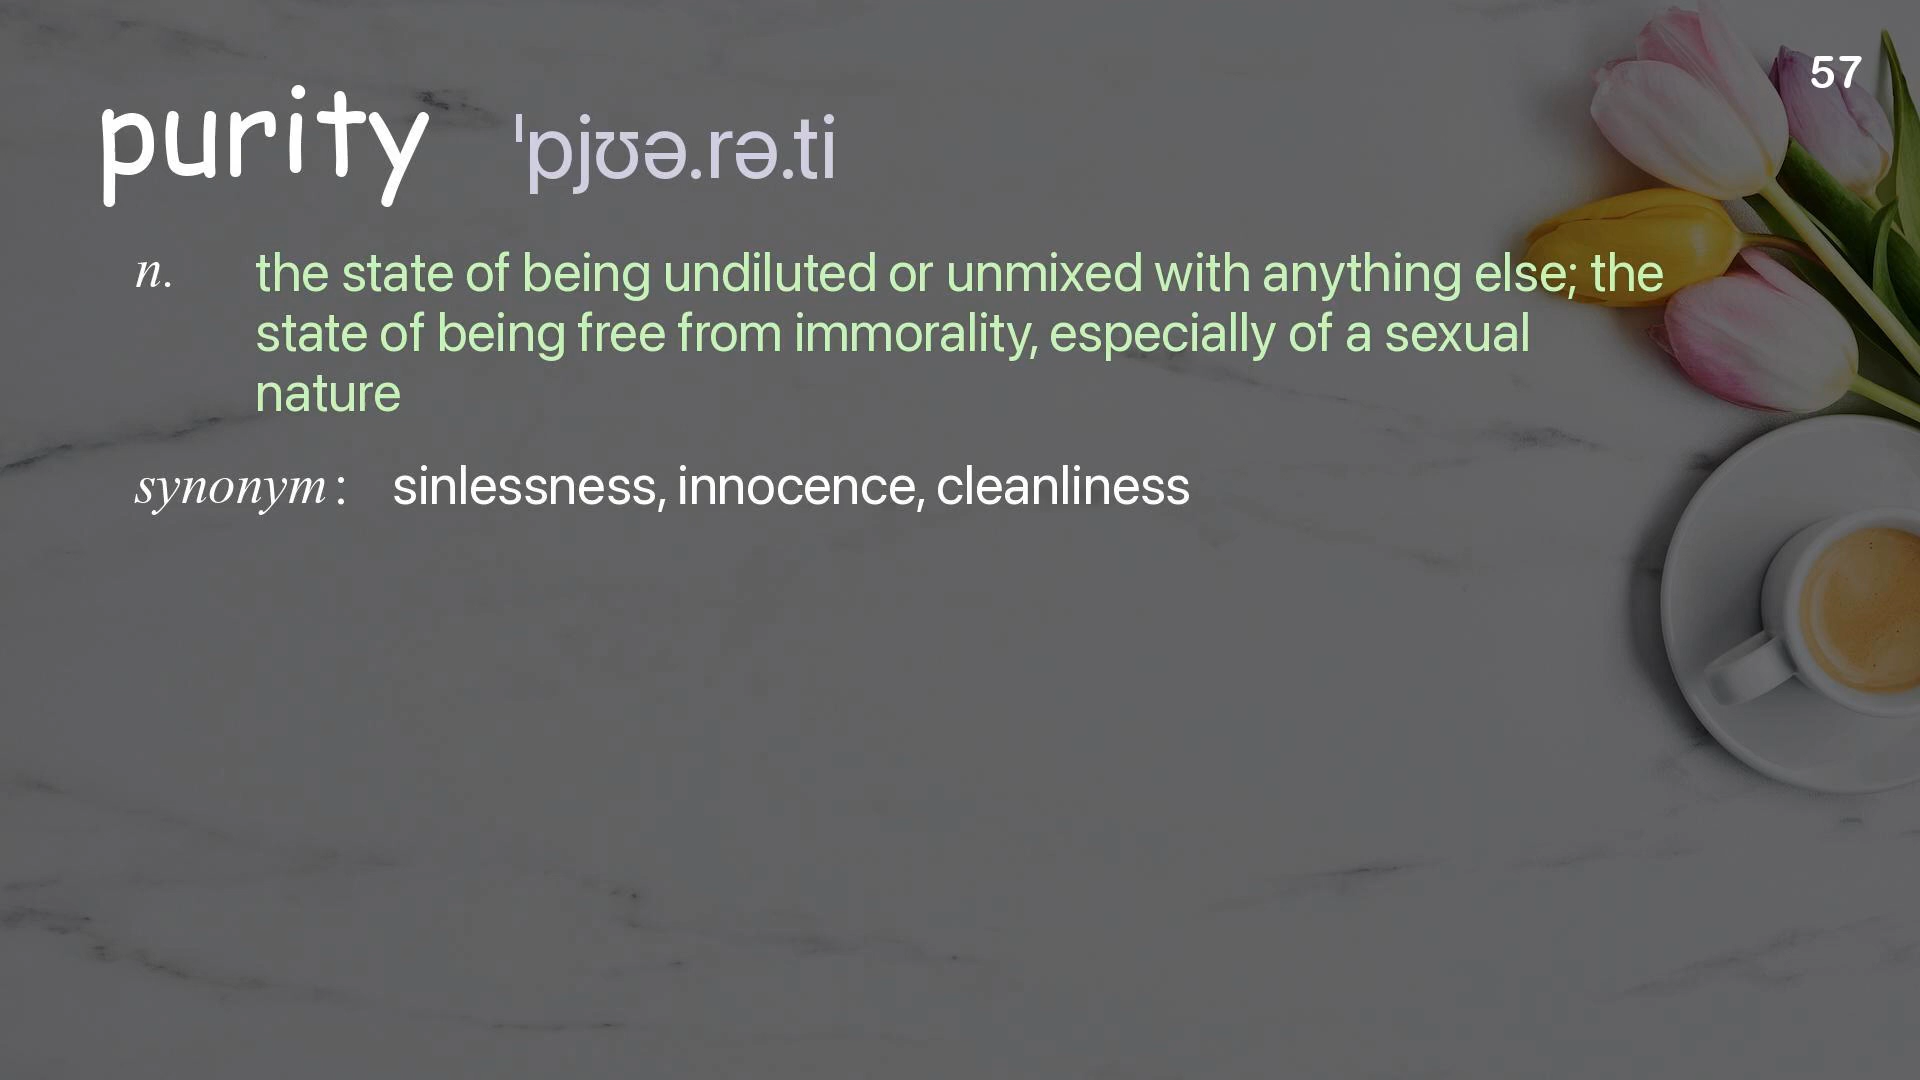 57
purity ˈpjʊə.rə.ti
n. the state of being undiluted or unmixed with anything else; the
state of being free from immorality, especially of a sexual
nature
synonym : sinlessness, innocence, cleanliness